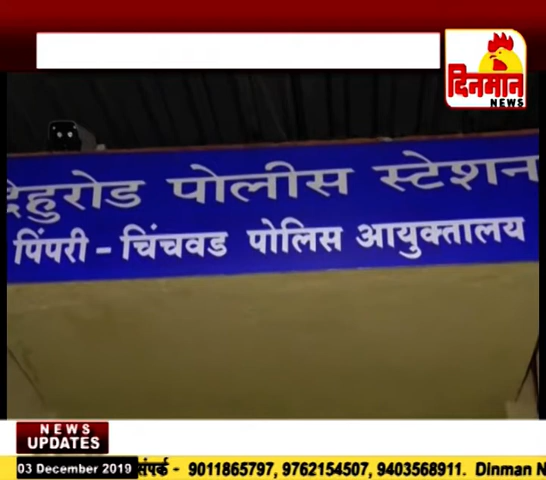 दिनमान
NEWS
देहुरोड पोलीस स्टेशन
पिंपरी - चिंचवड पोलिस आयुक्तालय
NEWS
UPDATES
03 December 2019 संपर्क - 9011865797, 9762154507, 9403568911. Dinman N